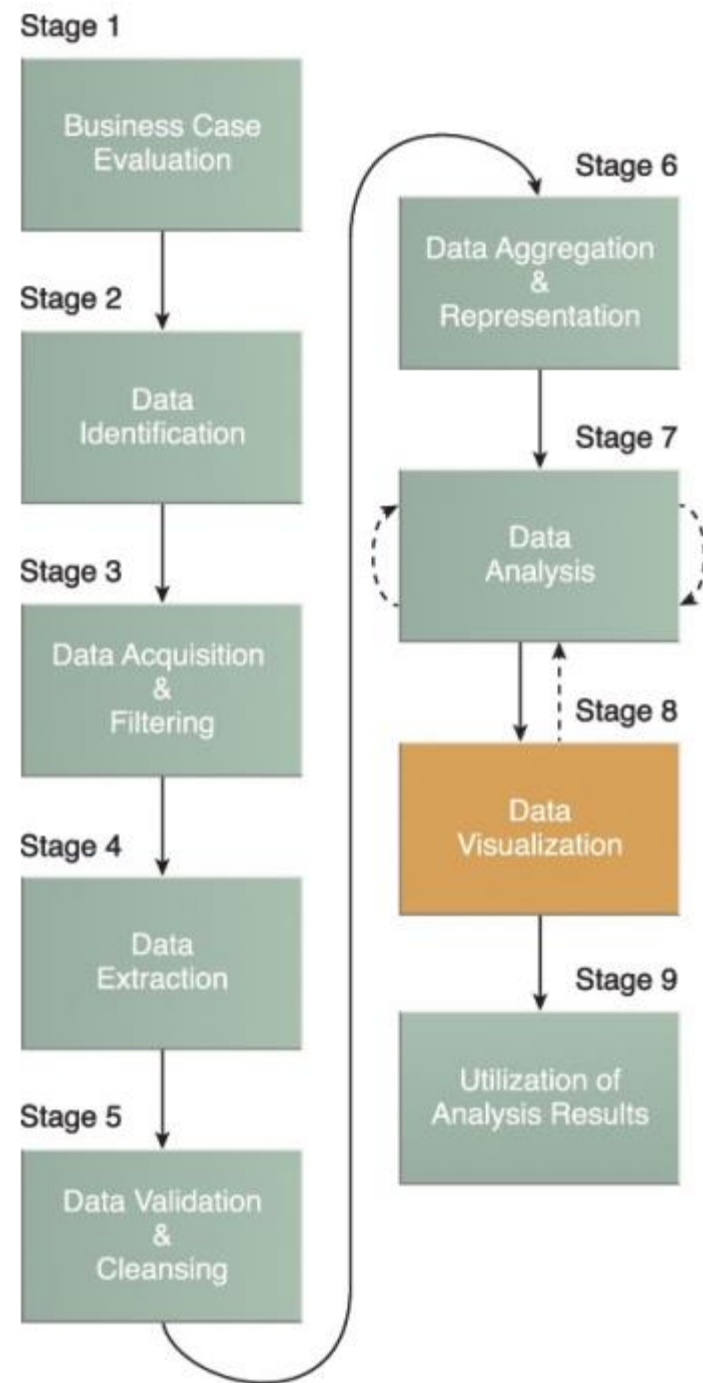 Stage 1
Business Case
Evaluation
Stage 2
Data
Identification
Stage 3
Data Acquisition
&
Filtering
Stage 4
Data
Extraction
Stage 5
Data Validation
&
Cleansing
Stage 6
Data Aggregation
&
Representation
Stage 7
Data
Analysis
Stage 8
Data
Visualization
Stage 9
Utilization of
Analysis Results